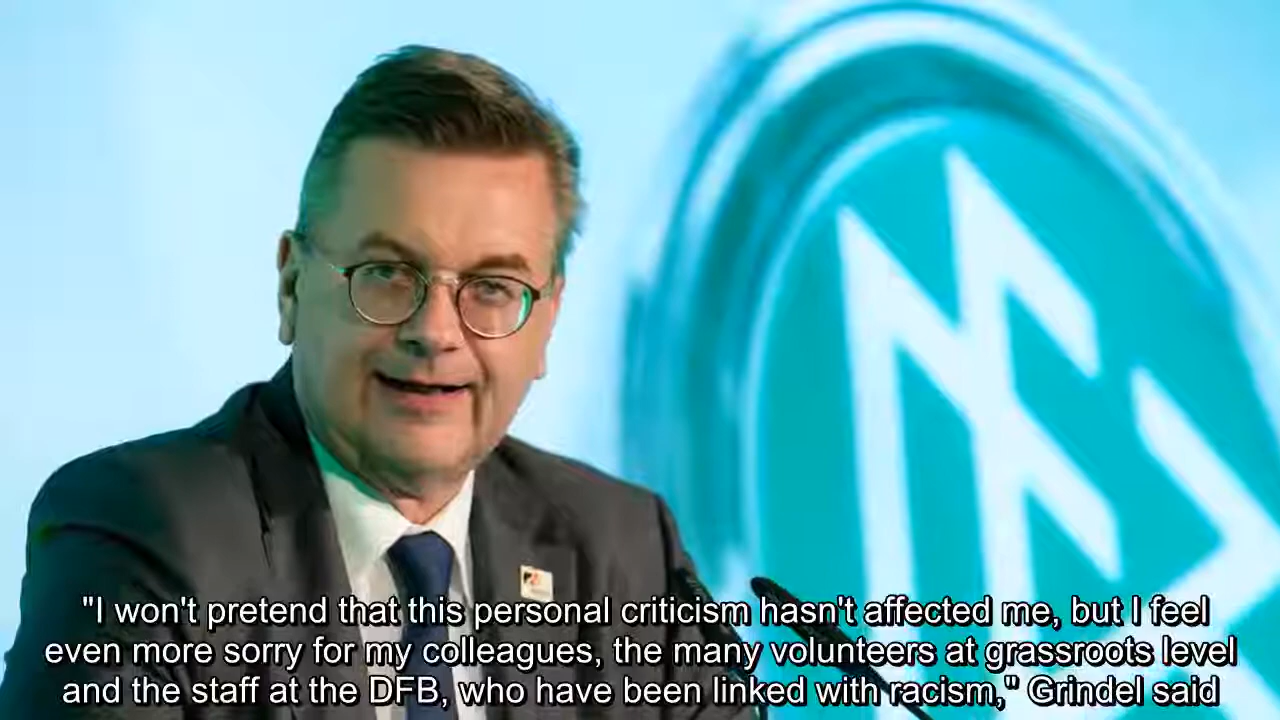 "I won't pretend that this personal criticism hasn't affected me, but I feel
even more sorry for my colleagues, the many volunteers at grassroots level
and the staff at the DFB, who have been linked with racism," Grindel said